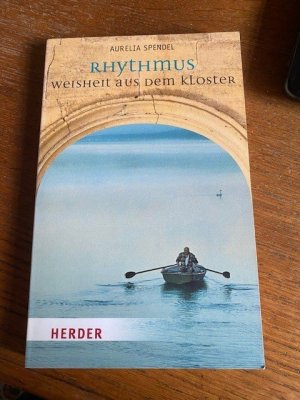 AURELIA SPENDEL
RHYTHMUS
WEISHEIT AUS DEM KLOSTER
HERDER